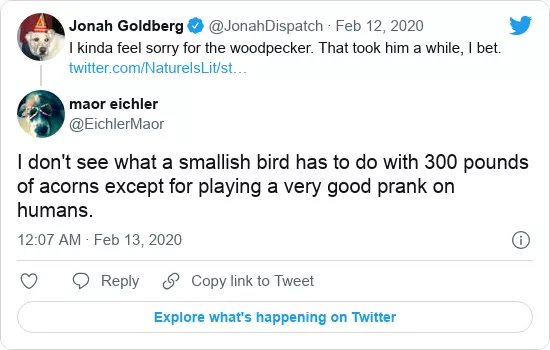 Jonah Goldberg @JonahDispatch · Feb 12, 2020
I kinda feel sorry for the woodpecker. That took him a while, I bet.
twitter.com/NatureIsLit/st…
maor eichler
@EichlerMaor
I don't see what a smallish bird has to do with 300 pounds
of acorns except for playing a very good prank on
humans.
12:07 AM · Feb 13, 2020
Reply Copy link to Tweet
Explore what's happening on Twitter